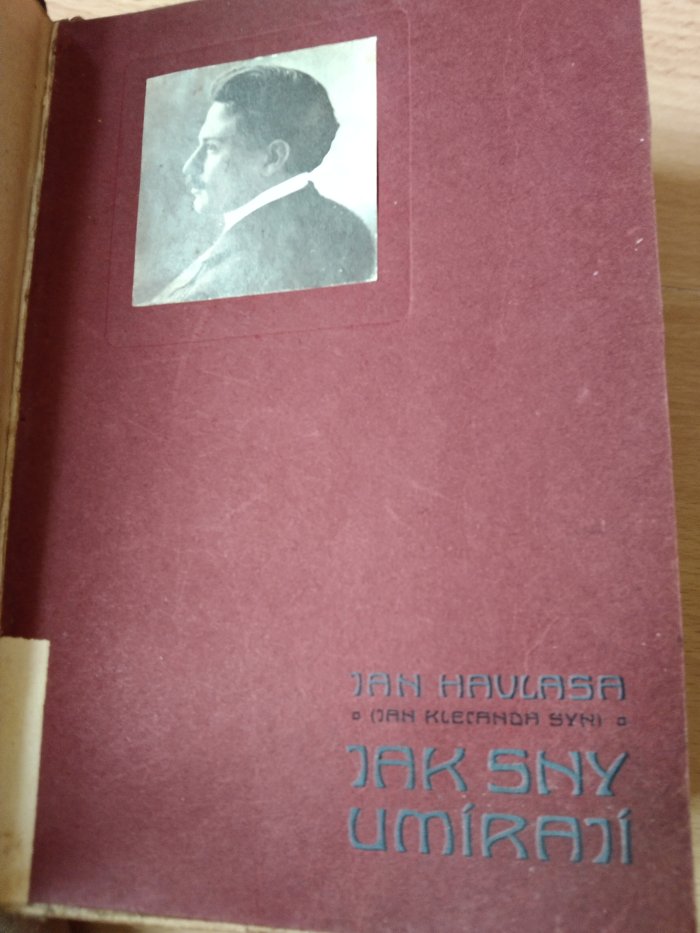 JAN HAVLASA
(JAN KLECANDA SYN)
JAK SNY
UMÍRAJÍ